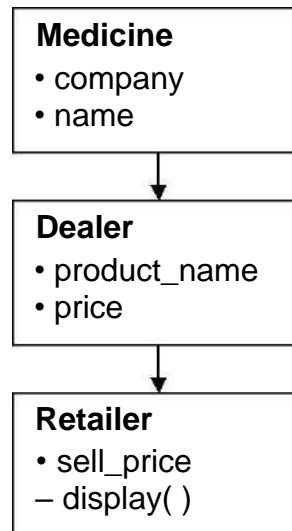 Medicine
• company
• name
Dealer
• product_name
• price
Retailer
• sell_price
– display( )